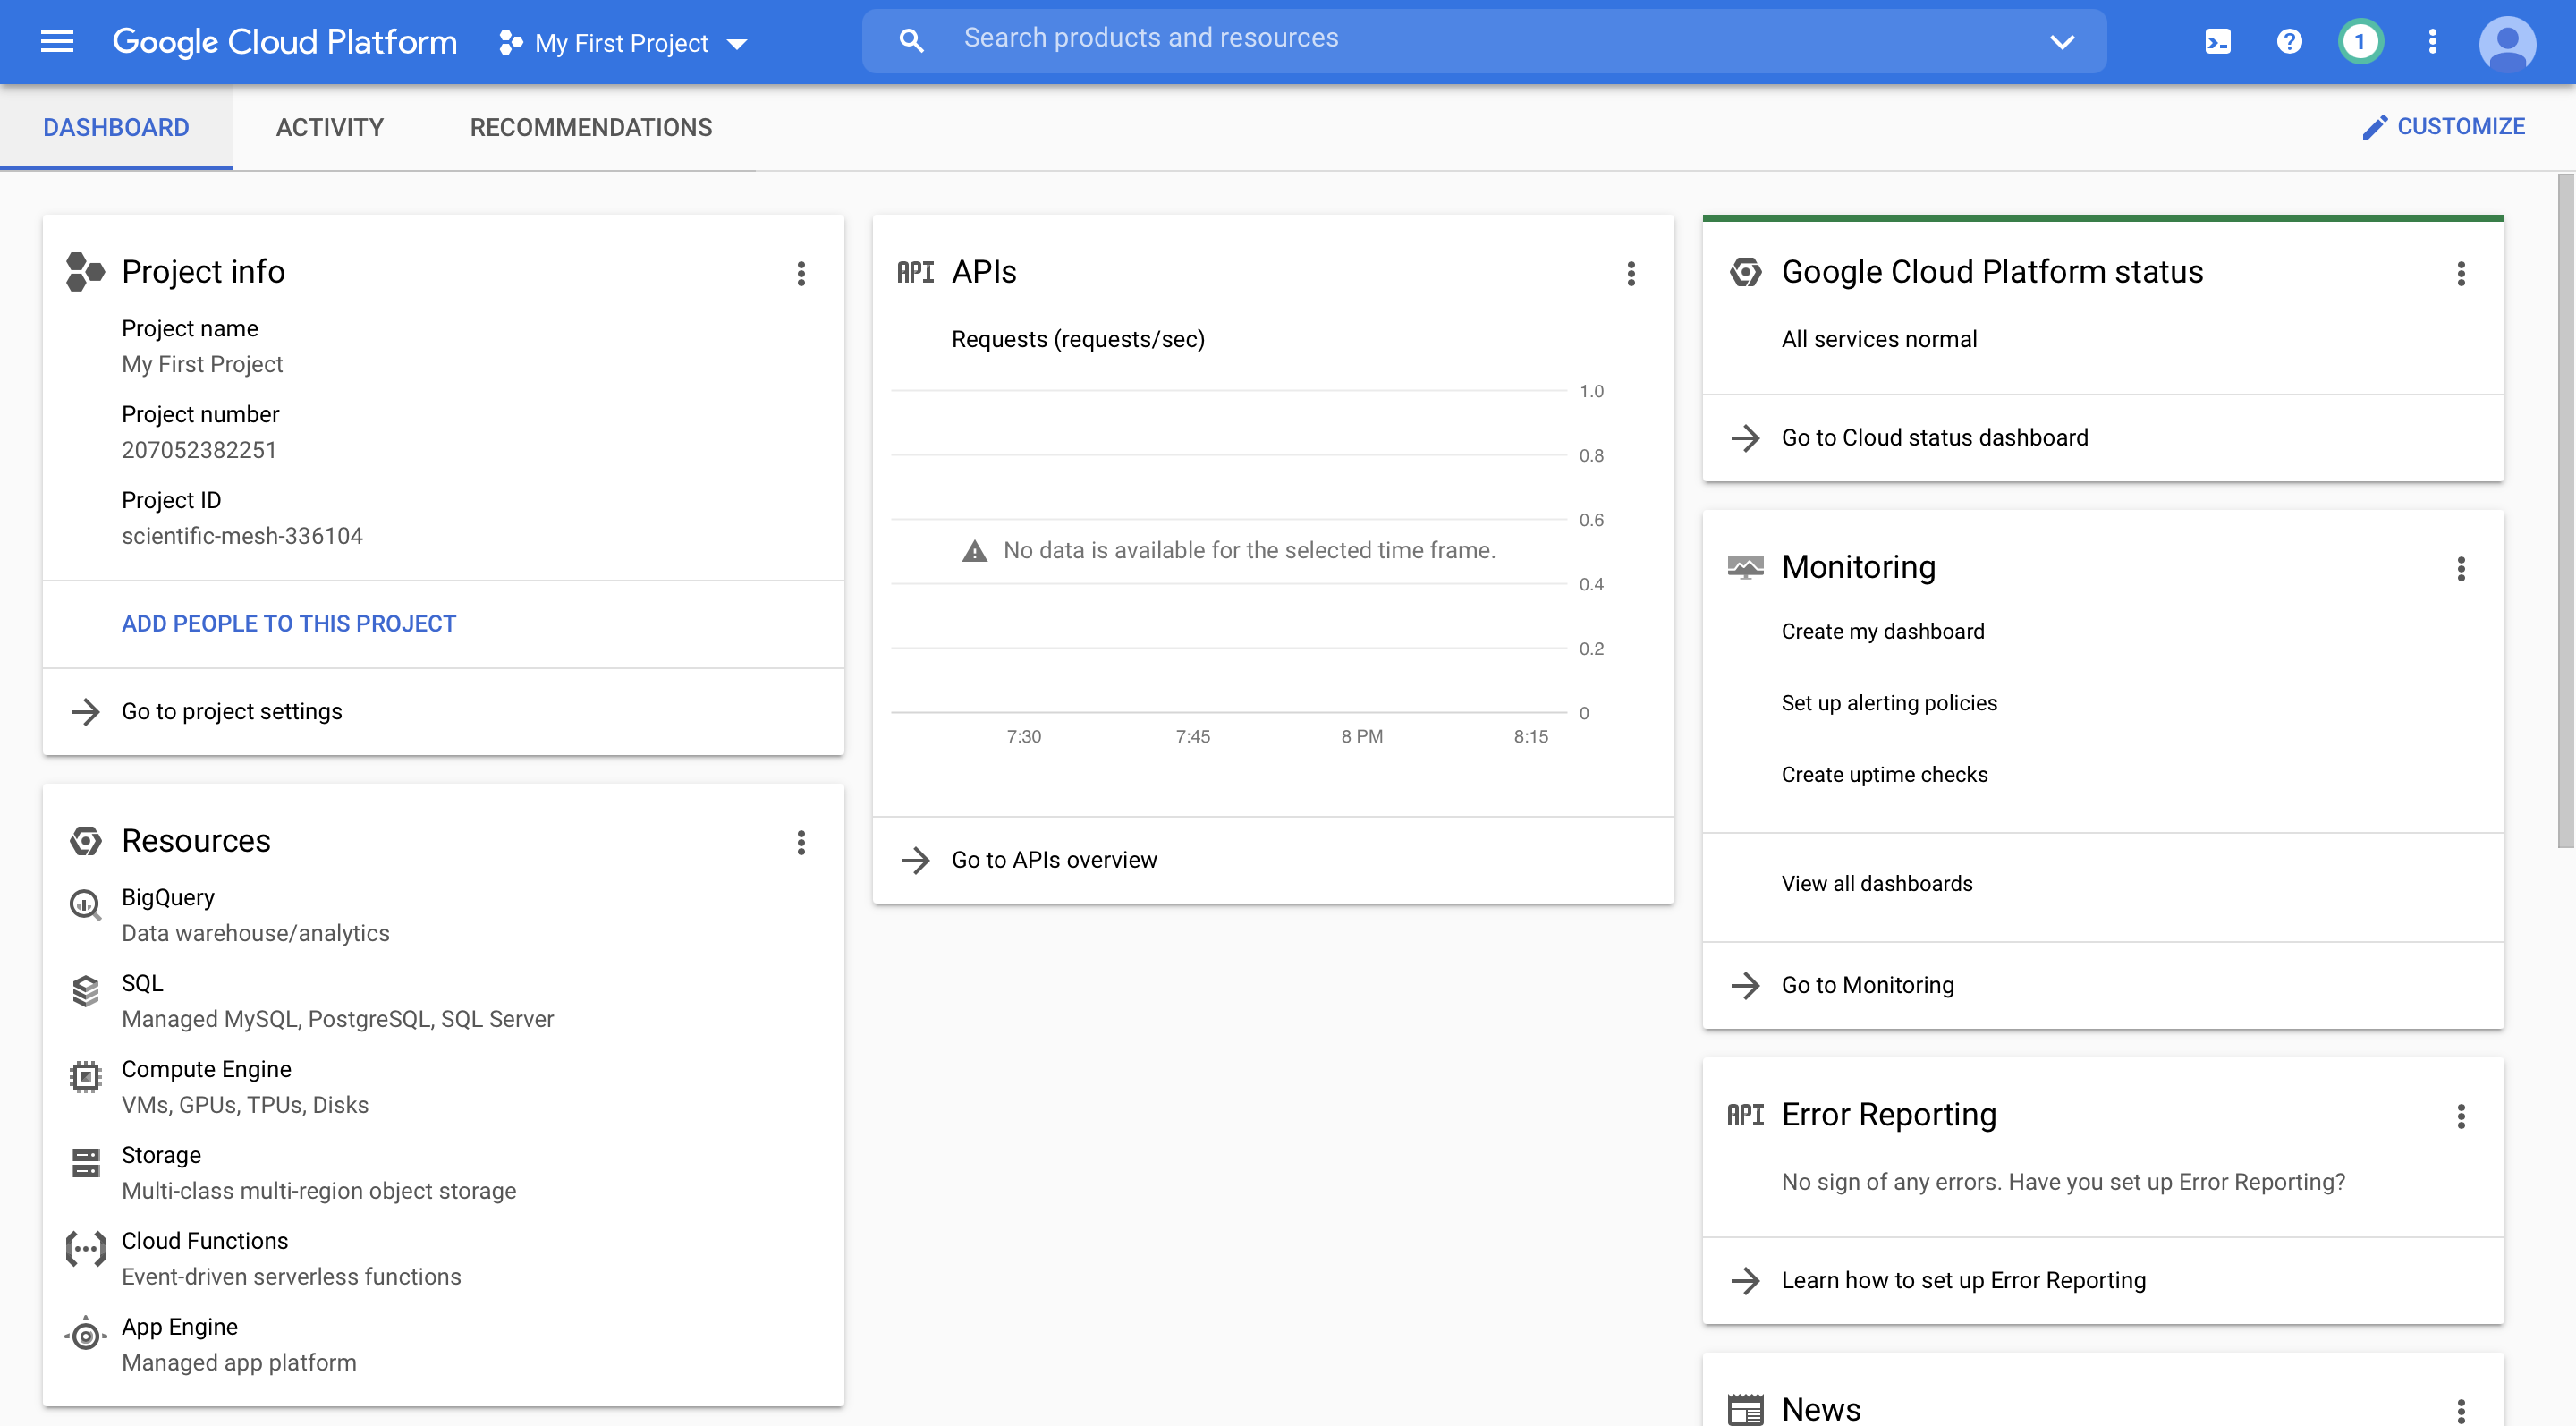 Google Cloud Platform
My First Project
Search products and resources
1
DASHBOARD
ACTIVITY
RECOMMENDATIONS
CUSTOMIZE
Project info
Project name
My First Project
Project number
207052382251
Project ID
scientific-mesh-336104
ADD PEOPLE TO THIS PROJECT
Go to project settings
Resources
BigQuery
Data warehouse/analytics
SQL
Managed MySQL, PostgreSQL, SQL Server
Compute Engine
VMs, GPUs, TPUs, Disks
Storage
Multi-class multi-region object storage
Cloud Functions
Event-driven serverless functions
App Engine
Managed app platform
API APIs
Requests (requests/sec)
1.0
0.8
0.6
No data is available for the selected time frame.
0.4
0.2
0
7:30 7:45 8 PM 8:15
Go to APIs overview
Google Cloud Platform status
All services normal
Go to Cloud status dashboard
Monitoring
Create my dashboard
Set up alerting policies
Create uptime checks
View all dashboards
Go to Monitoring
API Error Reporting
No sign of any errors. Have you set up Error Reporting?
Learn how to set up Error Reporting
News